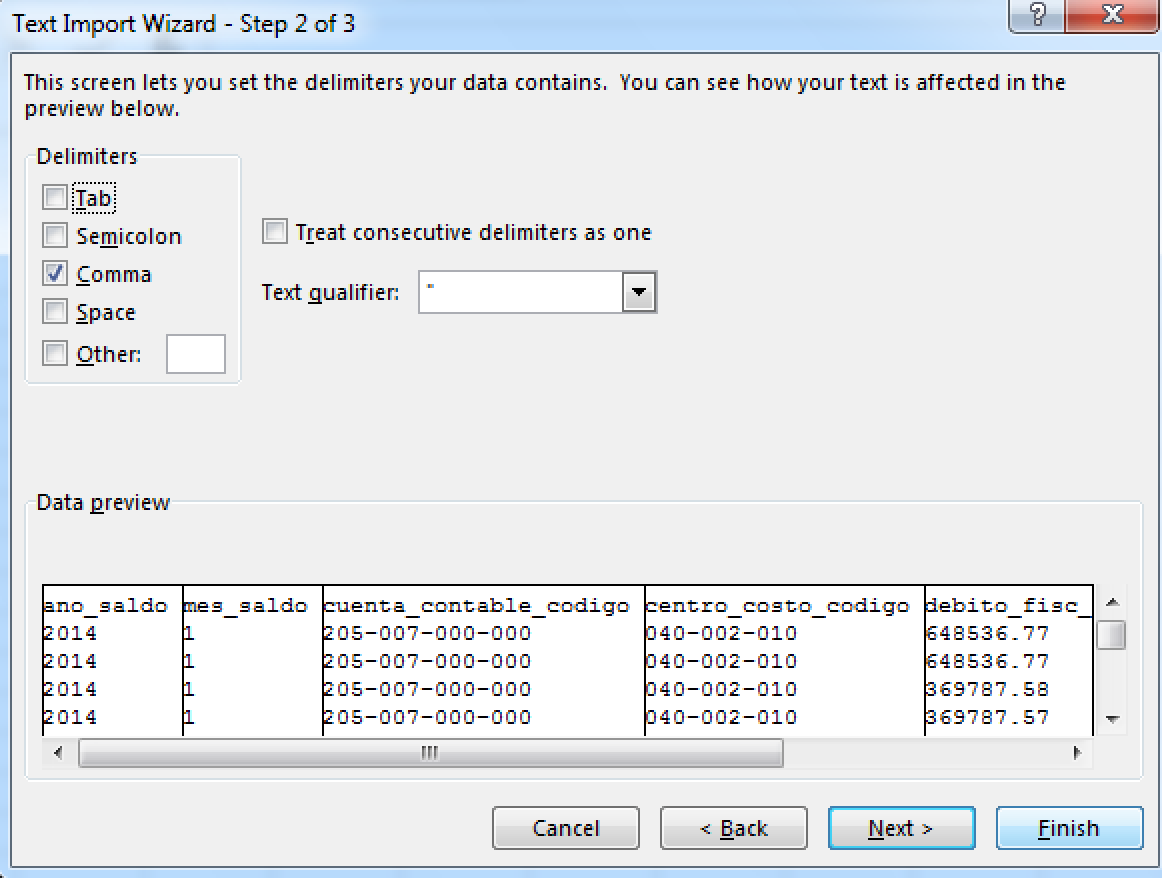 Text Import Wizard - Step 2 of 3
This screen lets you set the delimiters your data contains.  You can see how your text is affected in the
preview below.
Delimiters
Tab
Semicolon
Comma
Space
Other:
Treat consecutive delimiters as one
Text qualifier: "
Data preview
ano_saldo mes_saldo cuenta_contable_codigo centro_costo_codigo debito_fisc_
2014 1 205-007-000-000 040-002-010 648536.77
2014 1 205-007-000-000 040-002-010 648536.77
2014 1 205-007-000-000 040-002-010 369787.58
2014 1 205-007-000-000 040-002-010 369787.57
Cancel < Back Next > Finish